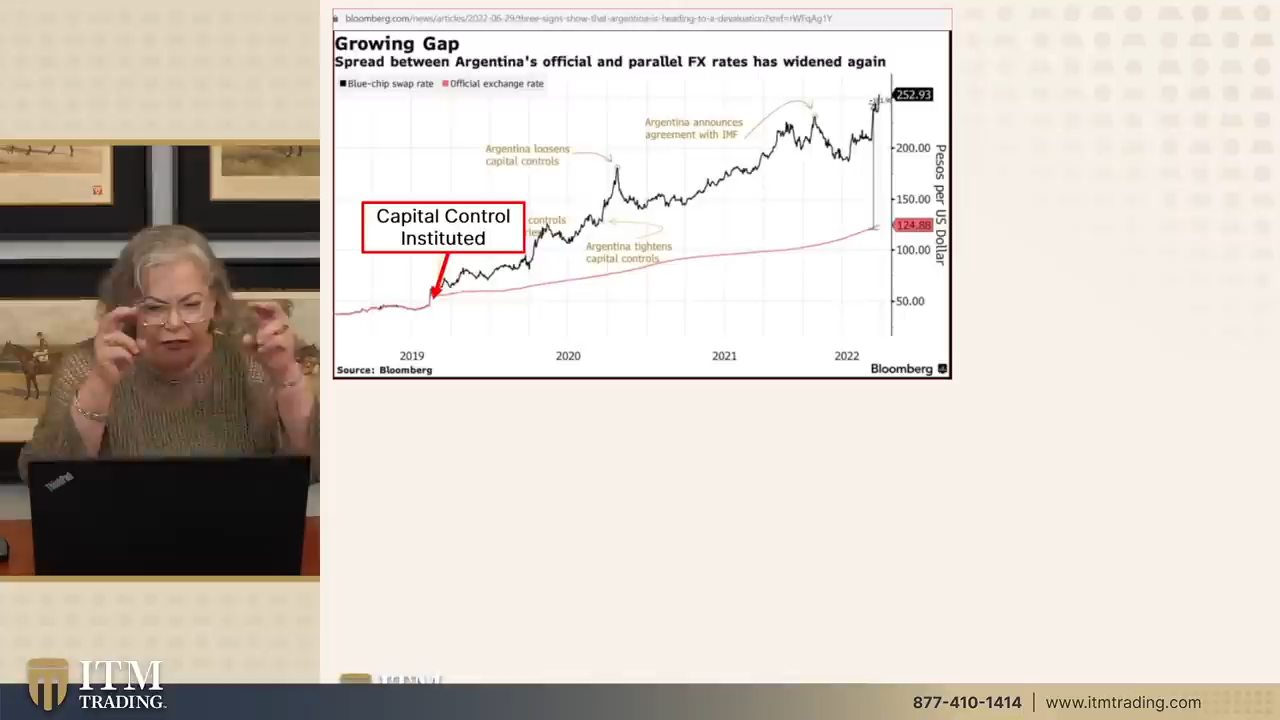 bloomberg.com/news/articles/2022-06-29/three-signs-show-that-argentina-is-heading-to-a-devaluation?sref=rWFqAg1Y
Growing Gap
Spread between Argentina's official and parallel FX rates has widened again
Blue-chip swap rate Official exchange rate
252.93
Argentina announces
agreement with IMF
Argentina loosens
capital controls
200.00
150.00
Capital Control
Instituted
controls
Argentina tightens
capital controls
124.88
100.00
50.00
Pesos per US Dollar
2019 2020 2021 2022
Source: Bloomberg
Bloomberg
ThinkPad
ITM
TRADING
877-410-1414 | www.itmtrading.com